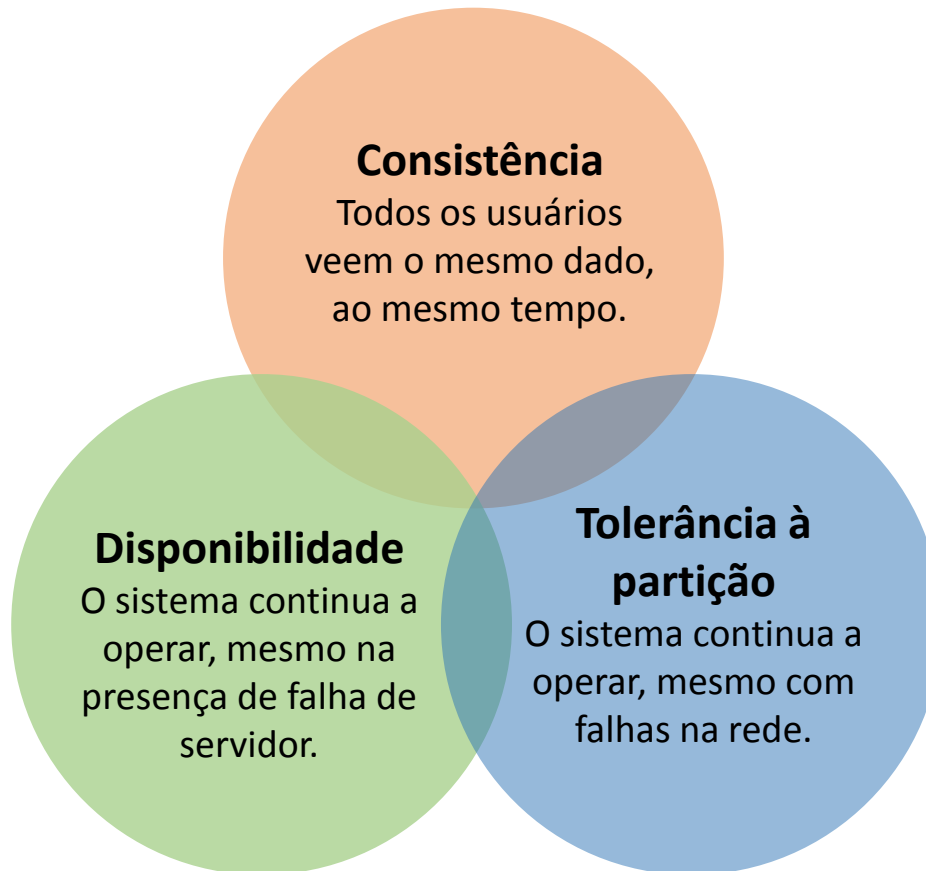 Consistência
Todos os usuários
veem o mesmo dado,
ao mesmo tempo.
Disponibilidade
O sistema continua a
operar, mesmo na
presença de falha de
servidor.
Tolerância à
partição
O sistema continua a
operar, mesmo com
falhas na rede.